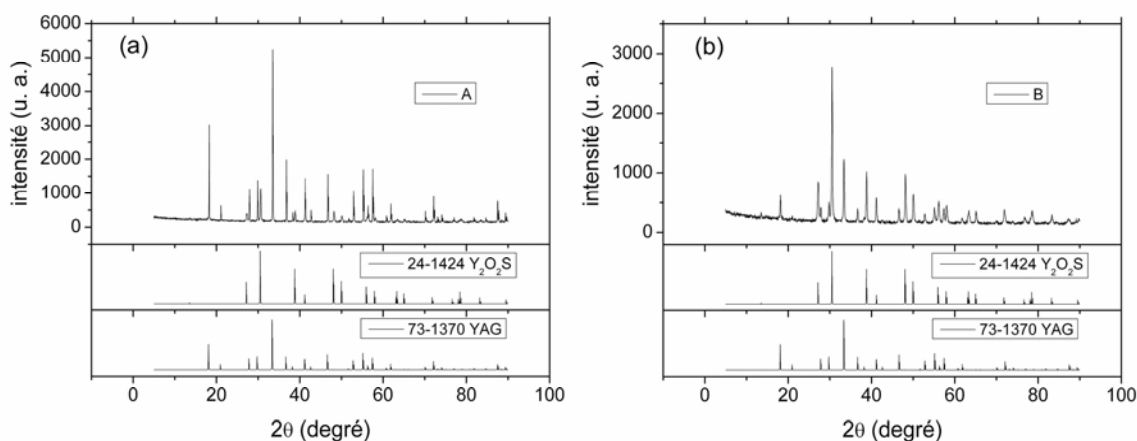 (a)
intensité (u. a.)
6000
5000
4000
3000
2000
1000
0
A
24-1424 Y₂O₂S
73-1370 YAG
0 20 40 60 80 100
2θ (degré)
(b)
intensité (u. a.)
3000
2000
1000
0
B
24-1424 Y₂O₂S
73-1370 YAG
0 20 40 60 80 100
2θ (degré)